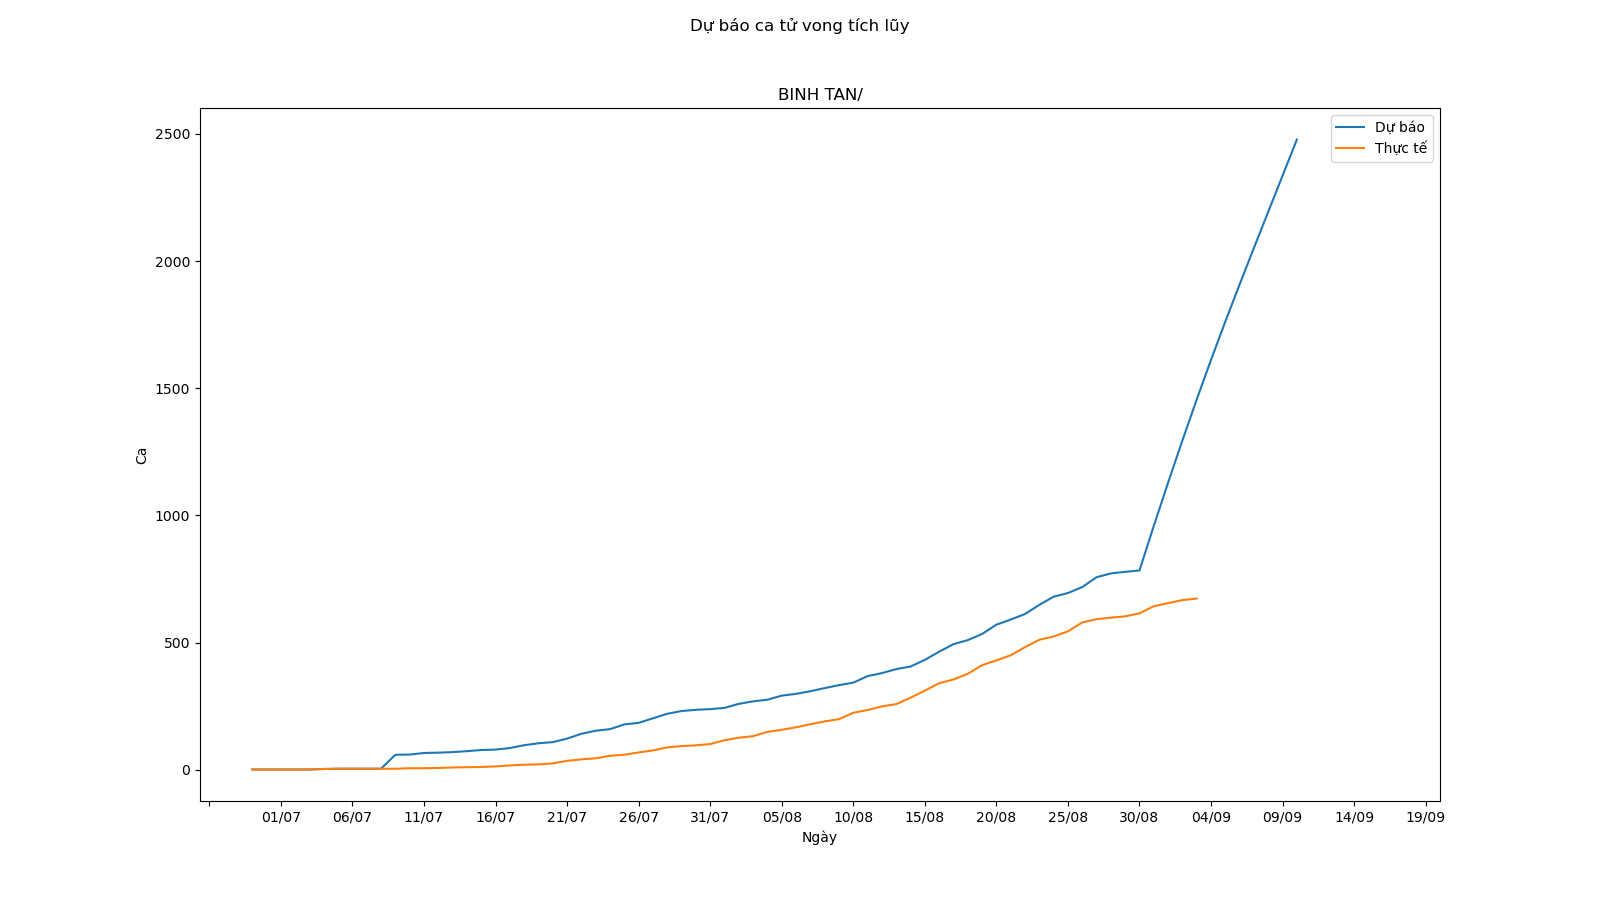 Dự báo ca tử vong tích lũy
BINH TAN/
Dự báo
Thực tế
2500
2000
1500
1000
500
0
Ca
01/07 06/07 11/07 16/07 21/07 26/07 31/07 05/08 10/08 15/08 20/08 25/08 30/08 04/09 09/09 14/09 19/09
Ngày